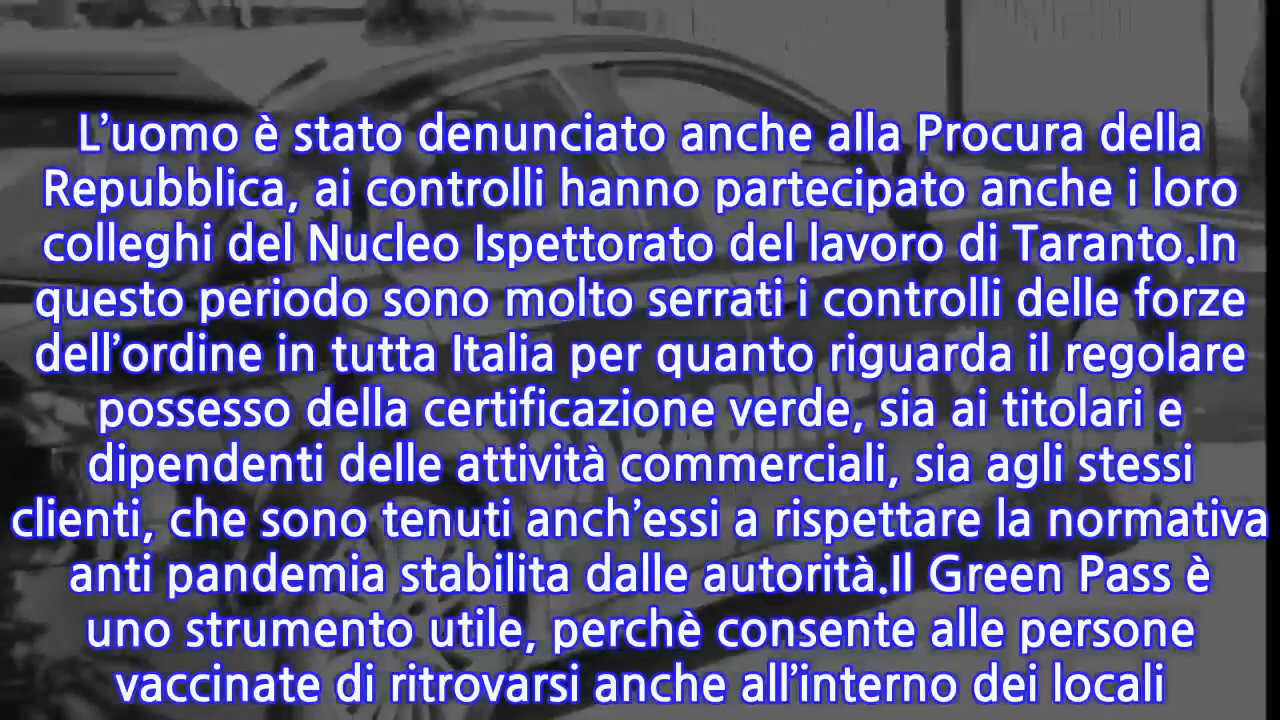 L’uomo è stato denunciato anche alla Procura della
Repubblica, ai controlli hanno partecipato anche i loro
colleghi del Nucleo Ispettorato del lavoro di Taranto.In
questo periodo sono molto serrati i controlli delle forze
dell’ordine in tutta Italia per quanto riguarda il regolare
possesso della certificazione verde, sia ai titolari e
dipendenti delle attività commerciali, sia agli stessi
clienti, che sono tenuti anch’essi a rispettare la normativa
anti pandemia stabilita dalle autorità.Il Green Pass è
uno strumento utile, perchè consente alle persone
vaccinate di ritrovarsi anche all’interno dei locali